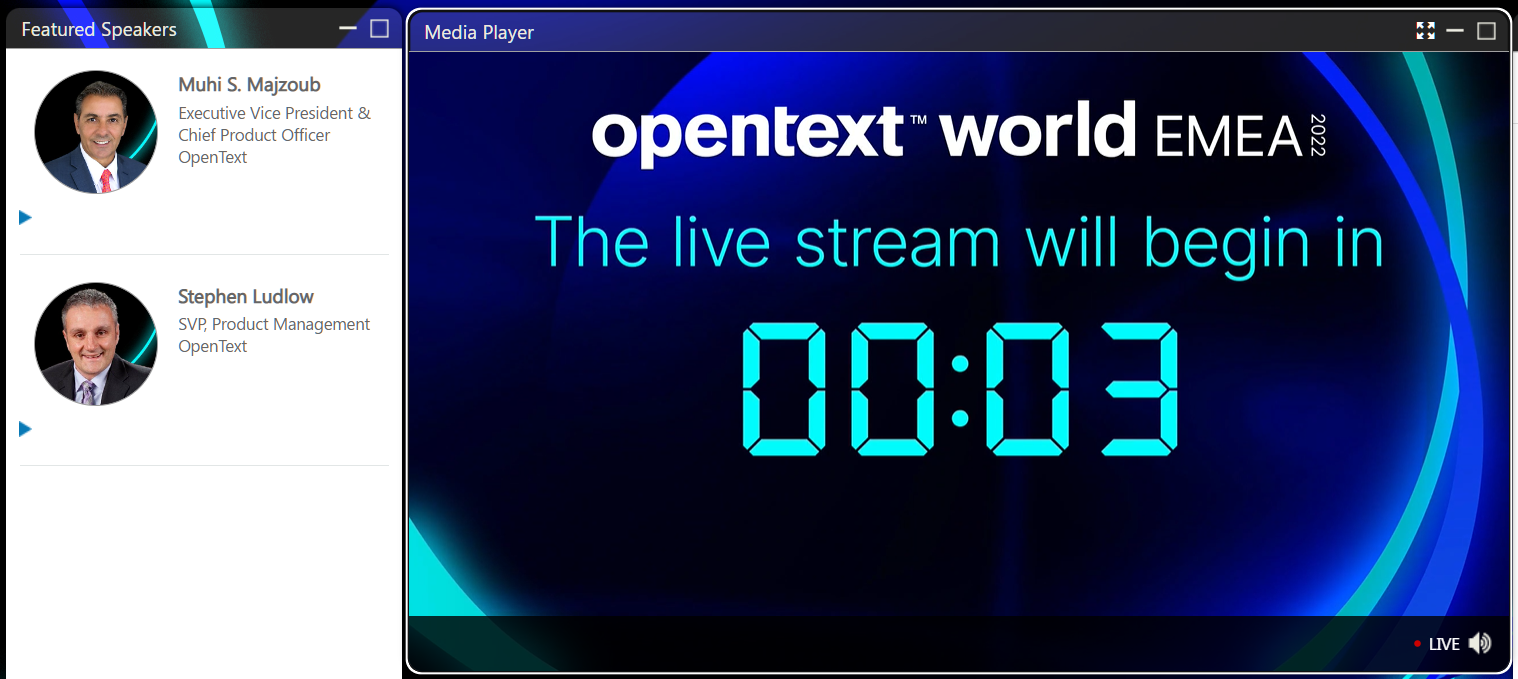 Featured Speakers
Muhi S. Majzoub
Executive Vice President &
Chief Product Officer
OpenText
Stephen Ludlow
SVP, Product Management
OpenText
Media Player
opentext™ world EMEA 2022
The live stream will begin in
00:03
LIVE